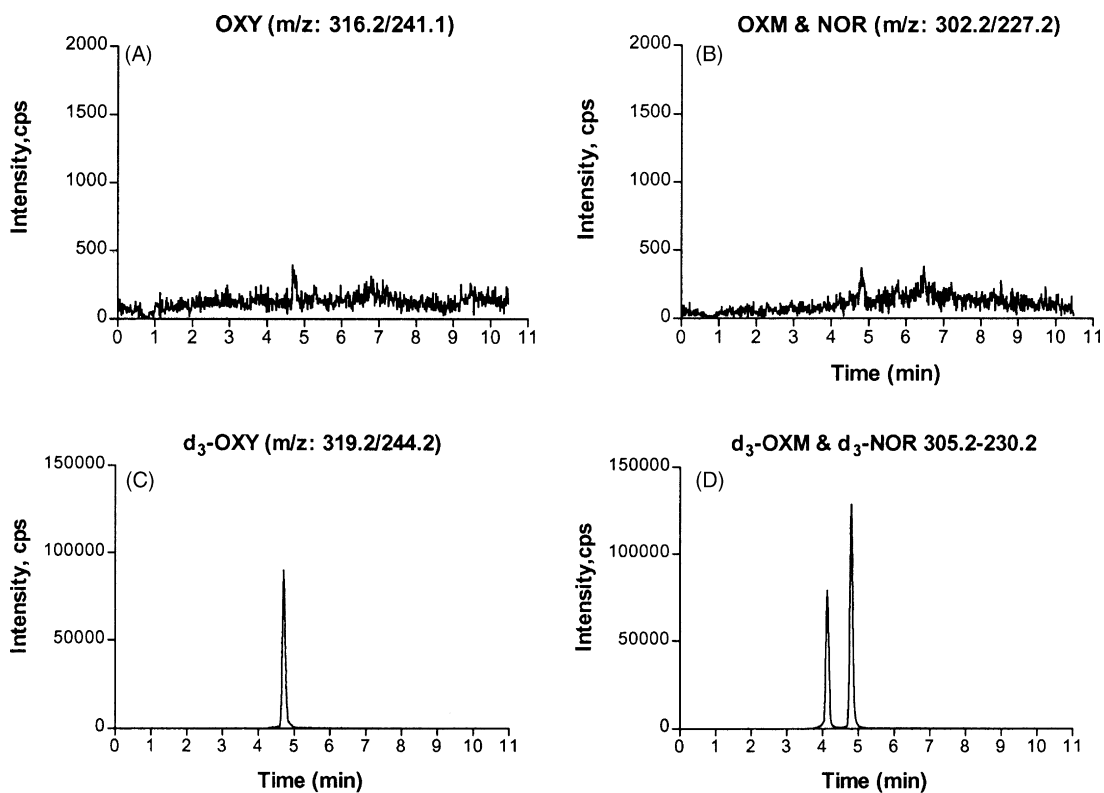 OXY (m/z: 316.2/241.1)
(A)
2000
1500
1000
500
0
Intensity,cps
0 1 2 3 4 5 6 7 8 9 10 11
OXM & NOR (m/z: 302.2/227.2)
(B)
2000
1500
1000
500
0
Intensity, cps
0 1 2 3 4 5 6 7 8 9 10 11
Time (min)
d3-OXY (m/z: 319.2/244.2)
(C)
150000
100000
50000
0
Intensity, cps
0 1 2 3 4 5 6 7 8 9 10 11
Time (min)
d3-OXM & d3-NOR 305.2-230.2
(D)
150000
100000
50000
0
Intensity,cps
0 1 2 3 4 5 6 7 8 9 10 11
Time (min)